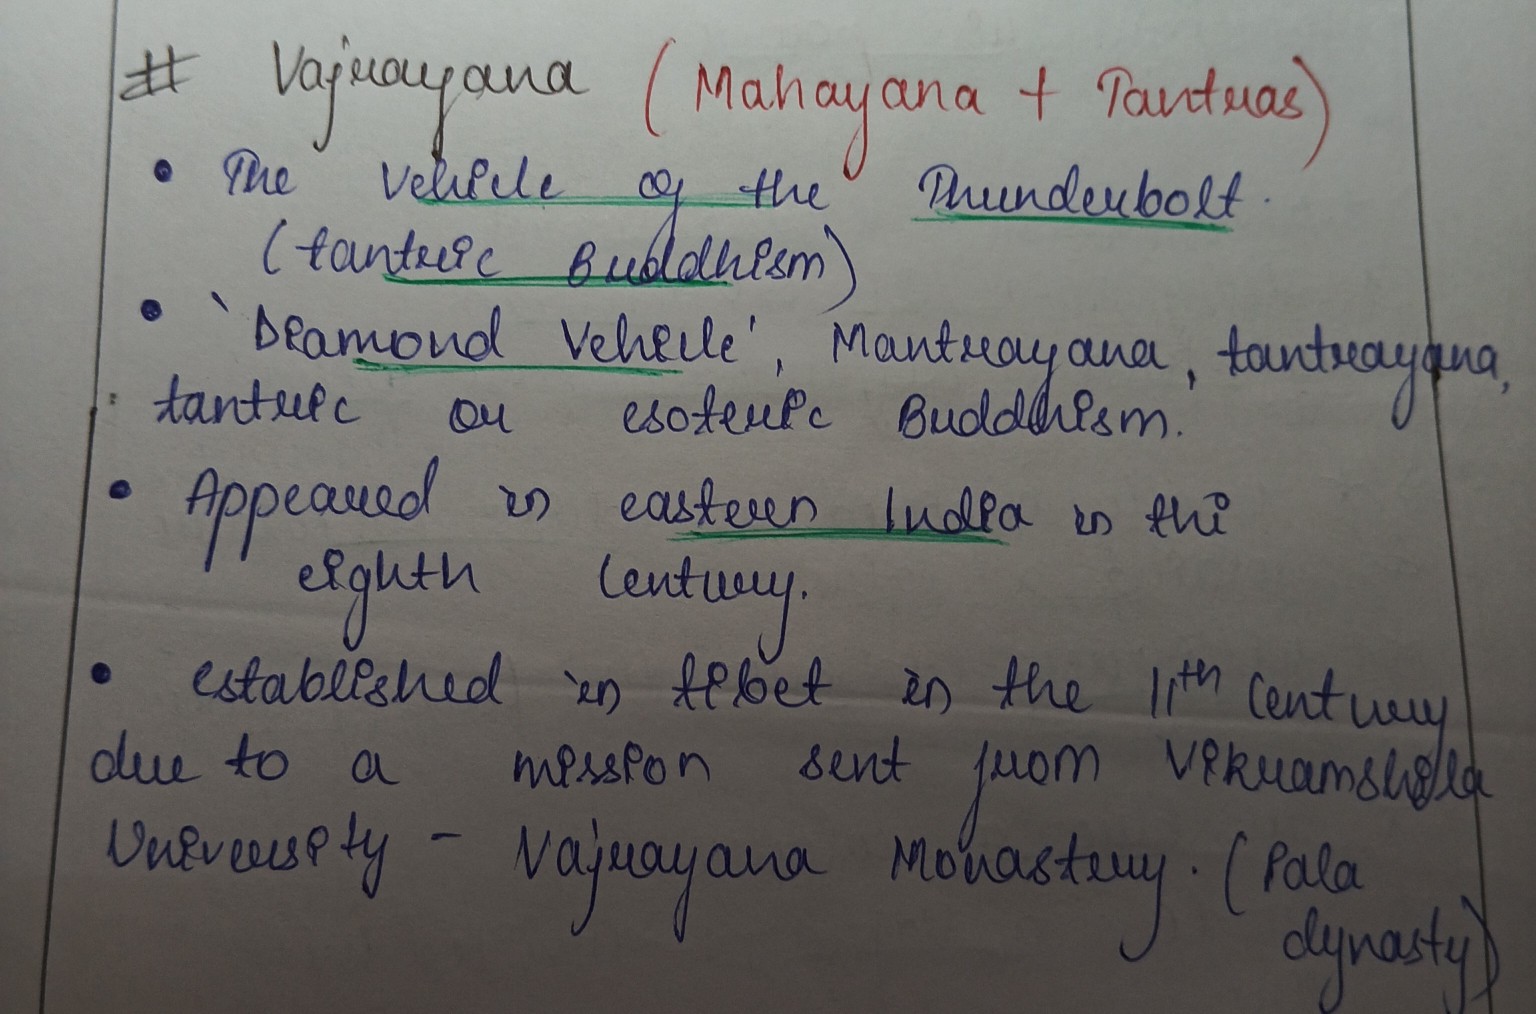 # Vajrayana (Mahayana + Tantras)
• The Vehicle of the Thunderbolt.
(tantric Buddhism)
• 'Diamond Vehicle', Mantrayana, tantrayana,
tantric or esoteric Buddhism.
• Appeared in eastern India in the
eighth Century.
• established in tibet in the 11th Century
due to a mission sent from Vikramshila
University - Vajrayana Monastery. (Pala
dynasty)